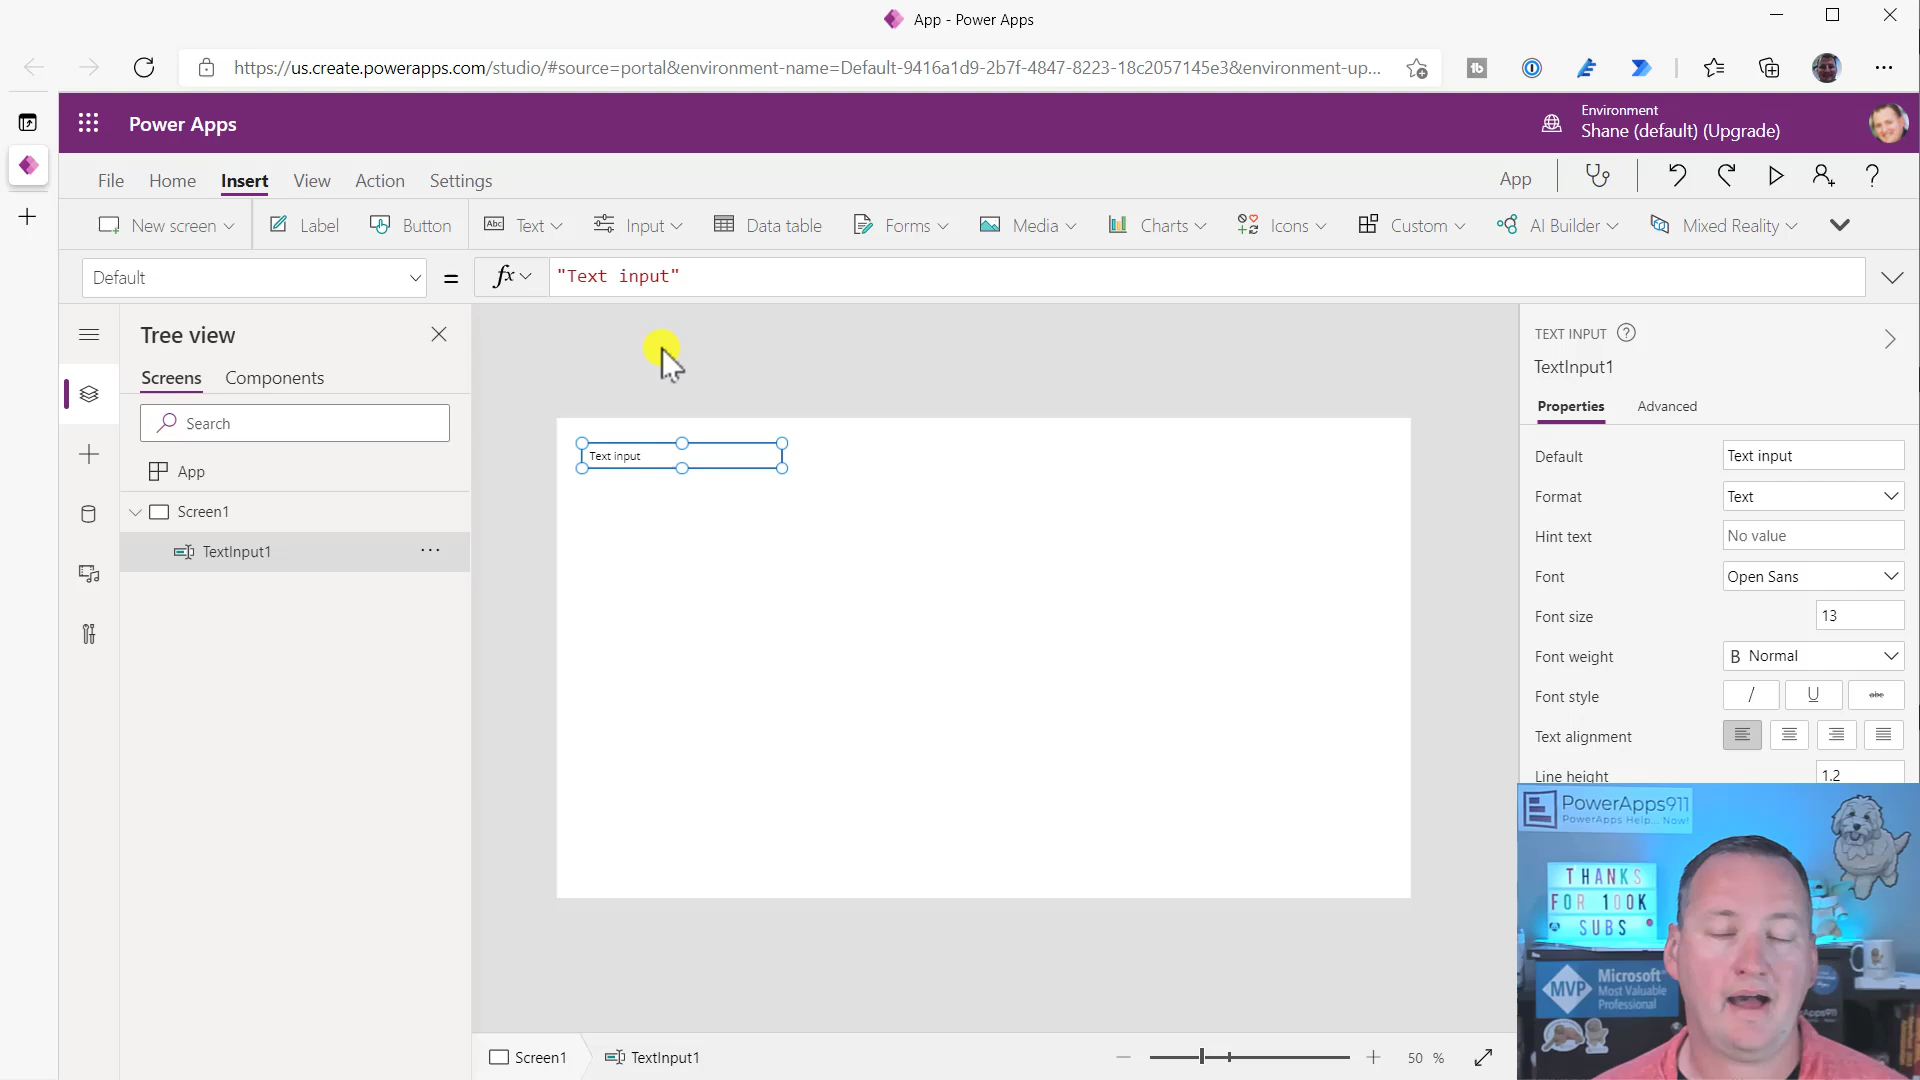 App - Power Apps
https://us.create.powerapps.com/studio/#source=portal&environment-name=Default-9416a1d9-2b7f-4847-8223-18c2057145e3&environment-up...
Power Apps
Environment
Shane (default) (Upgrade)
File Home Insert View Action Settings
App
New screen Label Button Text Input Data table Forms Media Charts Icons Custom AI Builder Mixed Reality
Default = fx "Text input"
Tree view
Screens Components
Search
App
Screen1
TextInput1
Text input
TEXT INPUT
TextInput1
Properties Advanced
Default Text input
Format Text
Hint text No value
Font Open Sans
Font size 13
Font weight B Normal
Font style / U abc
Text alignment
Line height 1.2
PowerApps911
PowerApps Help... Now!
THANKS
FOR 100K
SUBS
MVP
Microsoft
Most Valuable
Professional
Screen1 TextInput1 50 %